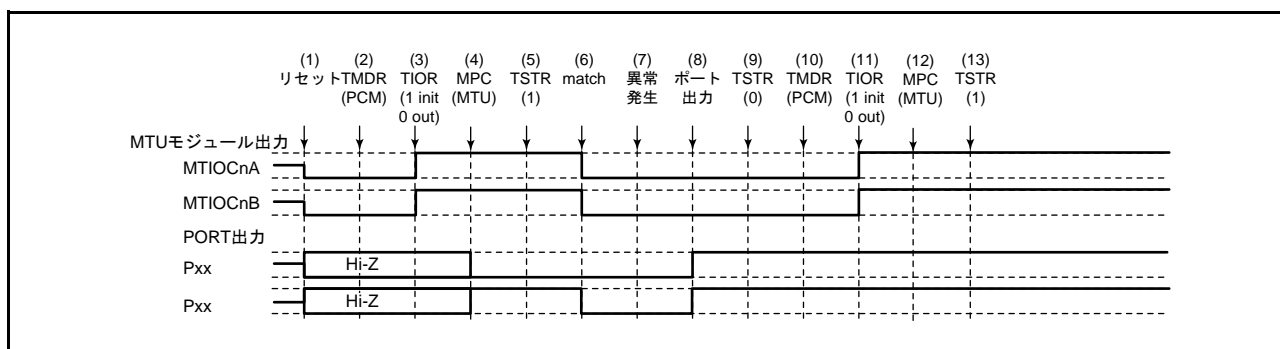 (1) (2) (3) (4) (5) (6) (7) (8) (9) (10) (11) (12) (13)
リセット TMDR TIOR MPC TSTR match 異常 ポート TSTR TMDR TIOR MPC TSTR
(PCM) (1 init (MTU) (1) 発生 出力 (0) (PCM) (1 init (MTU) (1)
0 out) 0 out)
MTUモジュール出力
MTIOCnA
MTIOCnB
PORT出力
Pxx Hi-Z
Pxx Hi-Z